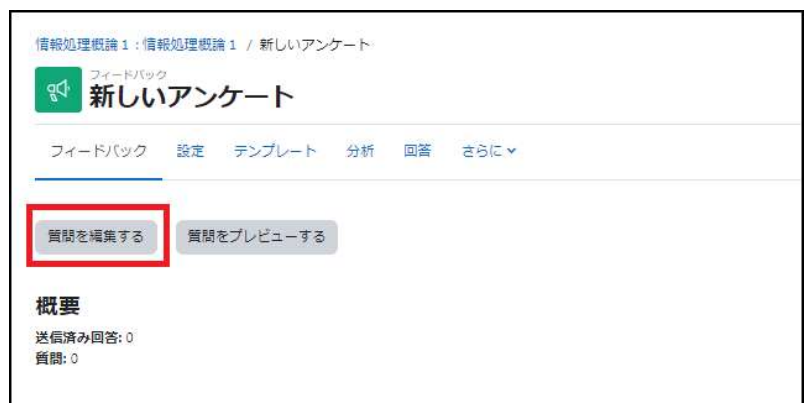 情報処理概論1:情報処理概論1 / 新しいアンケート
フィードバック
新しいアンケート
フィードバック 設定 テンプレート 分析 回答 さらに
質問を編集する 質問をプレビューする
概要
送信済み回答: 0
質問: 0